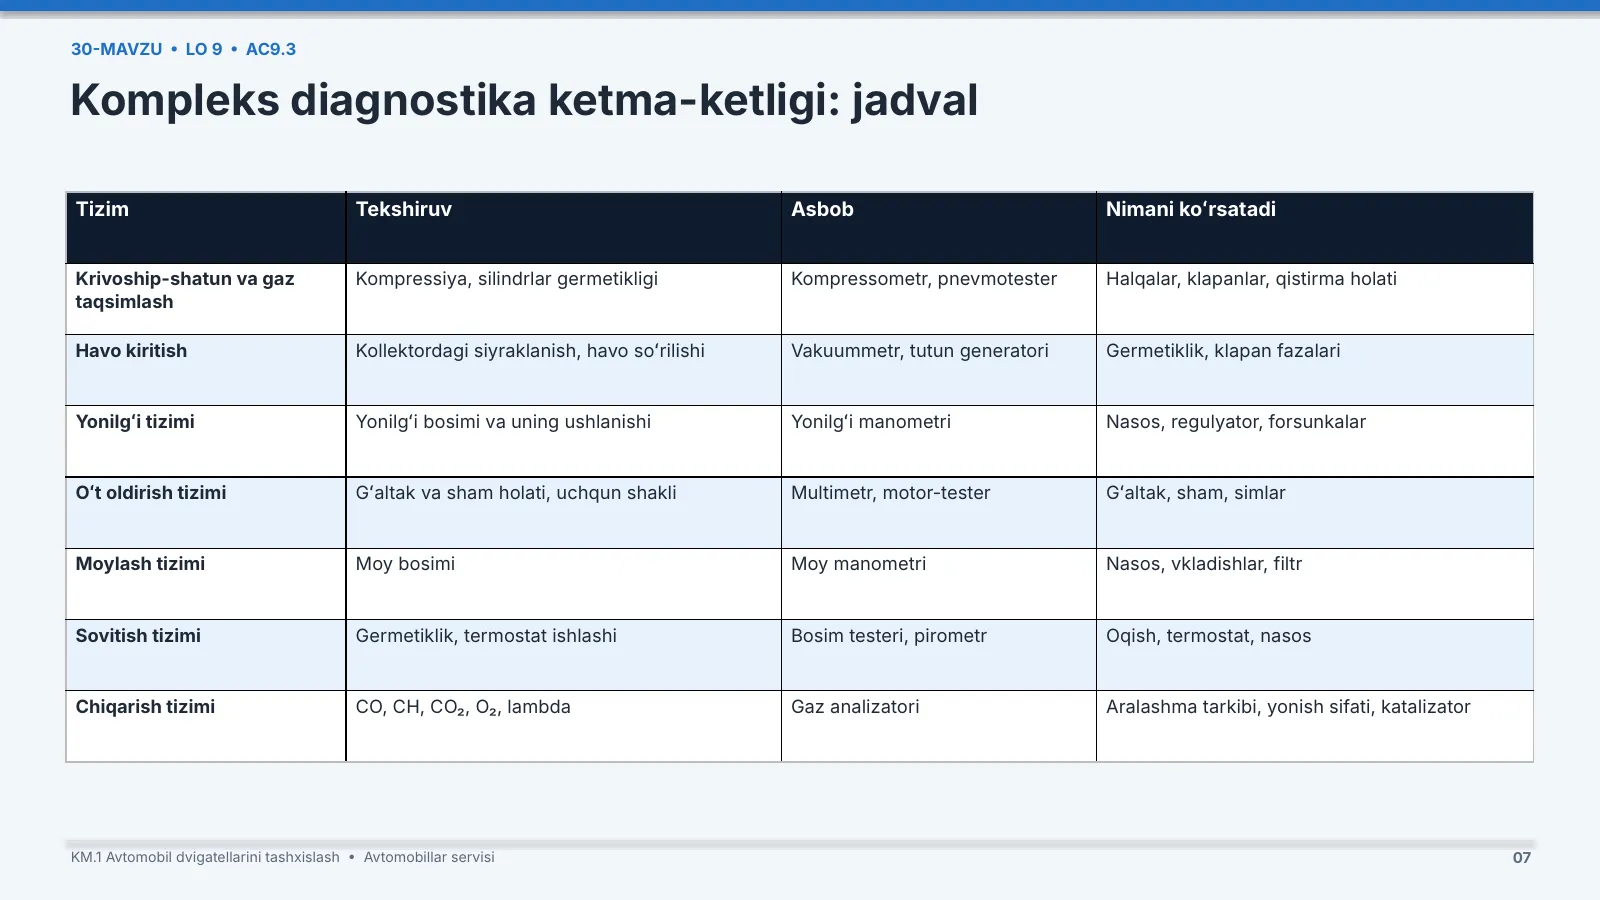 30-MAVZU • LO 9 • AC9.3
Kompleks diagnostika ketma-ketligi: jadval
Tizim Tekshiruv Asbob Nimani koʻrsatadi
Krivoship-shatun va gaz taqsimlash Kompressiya, silindrlar germetikligi Kompressometr, pnevmotester Halqalar, klapanlar, qistirma holati
Havo kiritish Kollektordagi siyraklanish, havo soʻrilishi Vakuummetr, tutun generatori Germetiklik, klapan fazalari
Yonilgʻi tizimi Yonilgʻi bosimi va uning ushlanishi Yonilgʻi manometri Nasos, regulyator, forsunkalar
Oʻt oldirish tizimi Gʻaltak va sham holati, uchqun shakli Multimetr, motor-tester Gʻaltak, sham, simlar
Moylash tizimi Moy bosimi Moy manometri Nasos, vkladishlar, filtr
Sovitish tizimi Germetiklik, termostat ishlashi Bosim testeri, pirometr Oqish, termostat, nasos
Chiqarish tizimi CO, CH, CO₂, O₂, lambda Gaz analizatori Aralashma tarkibi, yonish sifati, katalizator
KM.1 Avtomobil dvigatellarini tashxislash • Avtomobillar servisi 07